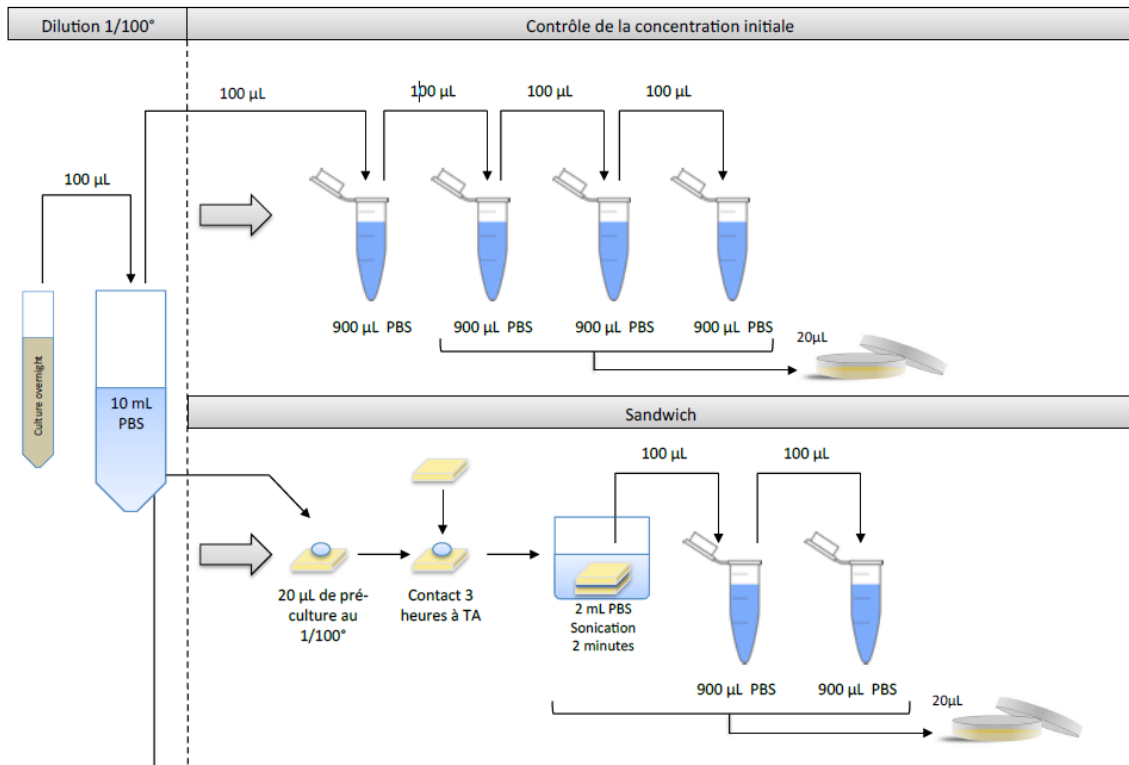 Dilution 1/100°
Contrôle de la concentration initiale
100 µL
100 µL
100 µL
100 µL
100 µL
Culture overnight
10 mL
PBS
900 µL PBS
900 µL PBS
900 µL PBS
900 µL PBS
20µL
Sandwich
100 µL
100 µL
20 µL de pré-
culture au
1/100°
Contact 3
heures à TA
2 mL PBS
Sonication
2 minutes
900 µL PBS
900 µL PBS
20µL